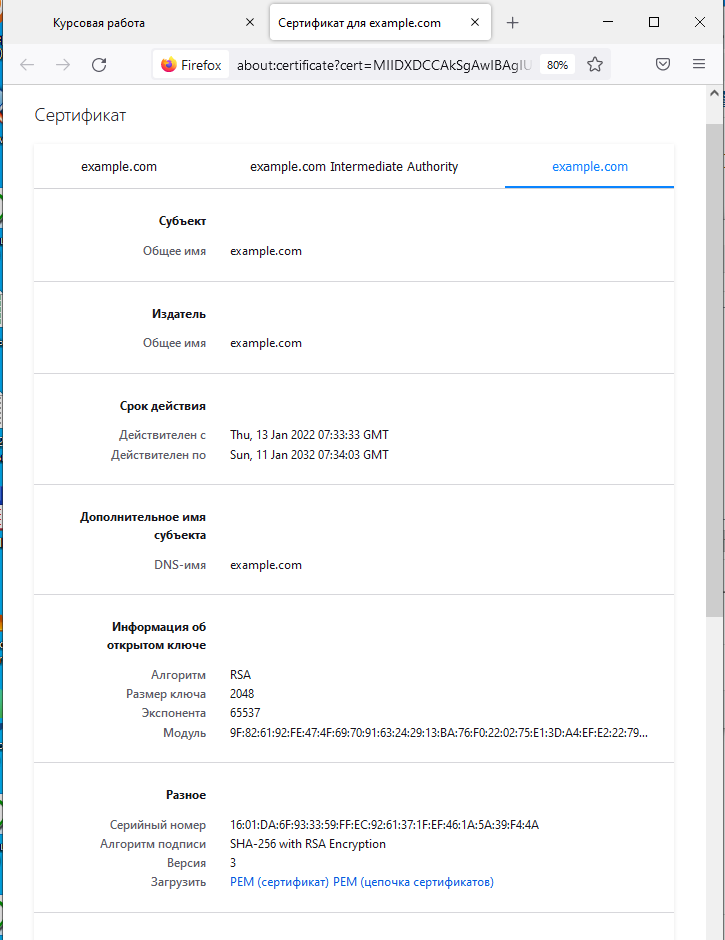 Курсовая работа
Сертификат для example.com
Firefox
about:certificate?cert=MIIDXDCCAkSgAwIBAgIU
80%
Сертификат
example.com
example.com Intermediate Authority
example.com
Субъект
Общее имя example.com
Издатель
Общее имя example.com
Срок действия
Действителен с Thu, 13 Jan 2022 07:33:33 GMT
Действителен по Sun, 11 Jan 2032 07:34:03 GMT
Дополнительное имя
субъекта
DNS-имя example.com
Информация об
открытом ключе
Алгоритм RSA
Размер ключа 2048
Экспонента 65537
Модуль 9F:82:61:92:FE:47:4F:69:70:91:63:24:29:13:BA:76:F0:22:02:75:E1:3D:A4:EF:E2:22:79...
Разное
Серийный номер 16:01:DA:6F:93:33:59:FF:EC:92:61:37:1F:EF:46:1A:5A:39:F4:4A
Алгоритм подписи SHA-256 with RSA Encryption
Версия 3
Загрузить PEM (сертификат) PEM (цепочка сертификатов)